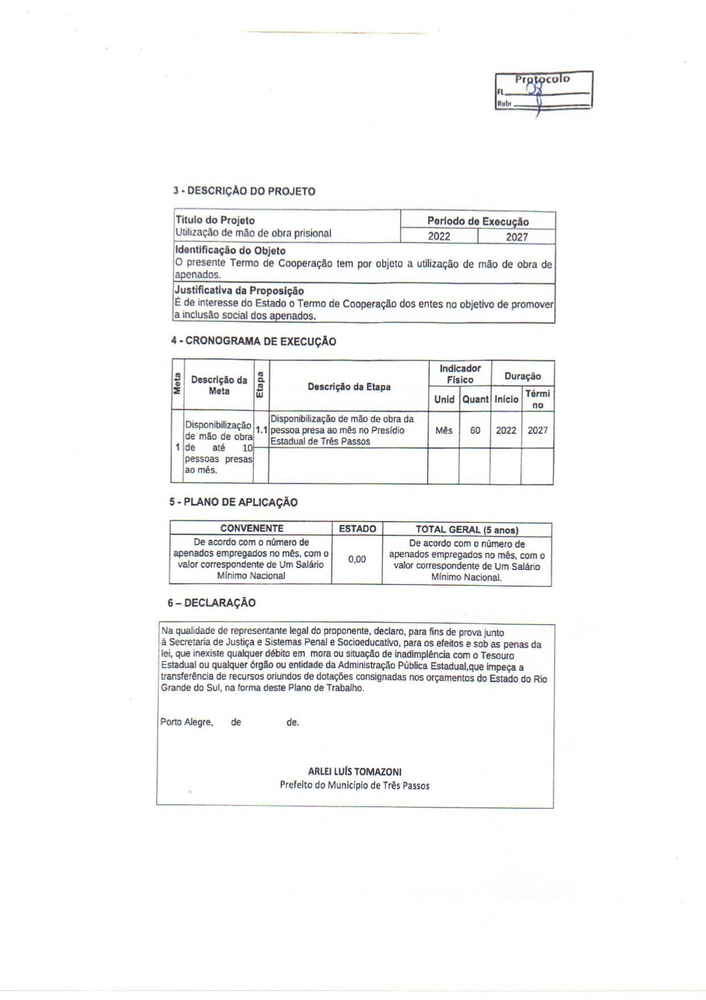 Protocolo
Fl. 08
Rubr
3 - DESCRIÇÃO DO PROJETO
Título do Projeto
Utilização de mão de obra prisional
Período de Execução
2022 2027
Identificação do Objeto
O presente Termo de Cooperação tem por objeto a utilização de mão de obra de
apenados.
Justificativa da Proposição
É de interesse do Estado o Termo de Cooperação dos entes no objetivo de promover
a inclusão social dos apenados.
4 - CRONOGRAMA DE EXECUÇÃO
Meta
Descrição da
Meta
Etapa
Descrição da Etapa
Indicador
Físico
Duração
Unid Quant Início Térmi
no
1
Disponibilização
de mão de obra
de até 10
pessoas presas
ao mês.
1.1
Disponibilização de mão de obra da
pessoa presa ao mês no Presídio
Estadual de Três Passos
Mês 60 2022 2027
5 - PLANO DE APLICAÇÃO
CONVENENTE ESTADO TOTAL GERAL (5 anos)
De acordo com o número de
apenados empregados no mês, com o
valor correspondente de Um Salário
Mínimo Nacional
0,00
De acordo com o número de
apenados empregados no mês, com o
valor correspondente de Um Salário
Mínimo Nacional.
6 – DECLARAÇÃO
Na qualidade de representante legal do proponente, declaro, para fins de prova junto
à Secretaria de Justiça e Sistemas Penal e Socioeducativo, para os efeitos e sob as penas da
lei, que inexiste qualquer débito em mora ou situação de inadimplência com o Tesouro
Estadual ou qualquer órgão ou entidade da Administração Pública Estadual,que impeça a
transferência de recursos oriundos de dotações consignadas nos orçamentos do Estado do Rio
Grande do Sul, na forma deste Plano de Trabalho.
Porto Alegre, de de.
ARLEI LUÍS TOMAZONI
Prefeito do Município de Três Passos